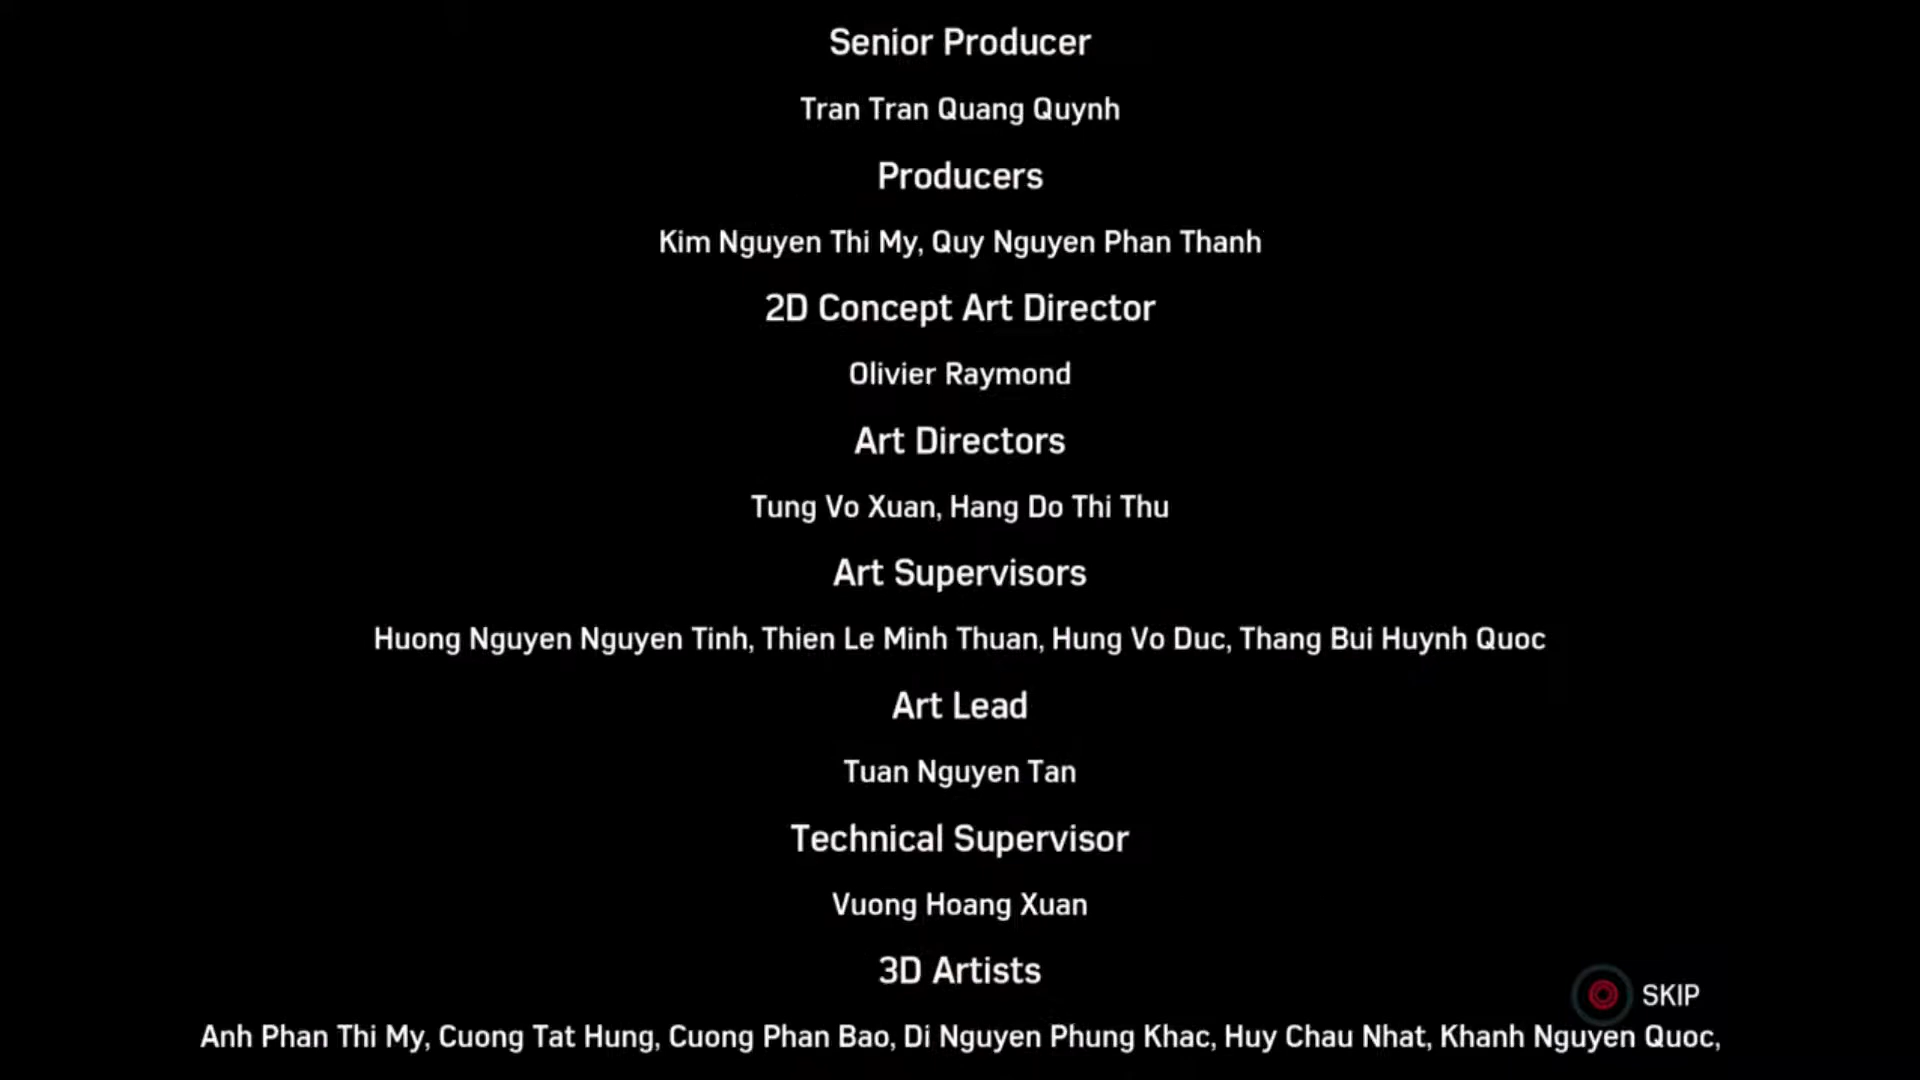 Senior Producer
Tran Tran Quang Quynh
Producers
Kim Nguyen Thi My, Quy Nguyen Phan Thanh
2D Concept Art Director
Olivier Raymond
Art Directors
Tung Vo Xuan, Hang Do Thi Thu
Art Supervisors
Huong Nguyen Nguyen Tinh, Thien Le Minh Thuan, Hung Vo Duc, Thang Bui Huynh Quoc
Art Lead
Tuan Nguyen Tan
Technical Supervisor
Vuong Hoang Xuan
3D Artists
SKIP
Anh Phan Thi My, Cuong Tat Hung, Cuong Phan Bao, Di Nguyen Phung Khac, Huy Chau Nhat, Khanh Nguyen Quoc,